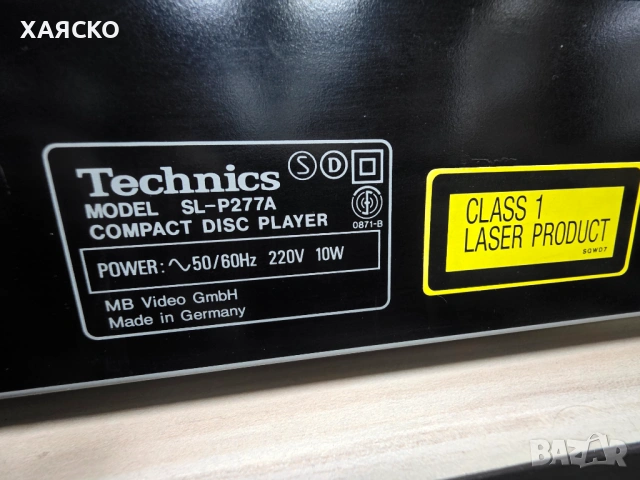 ХАЯСКО
Technics S D
MODEL SL-P277A
COMPACT DISC PLAYER
0871-B
POWER: ∿50/60Hz 220V 10W
MB Video GmbH
Made in Germany
CLASS 1
LASER PRODUCT
SQW07
BAZAR